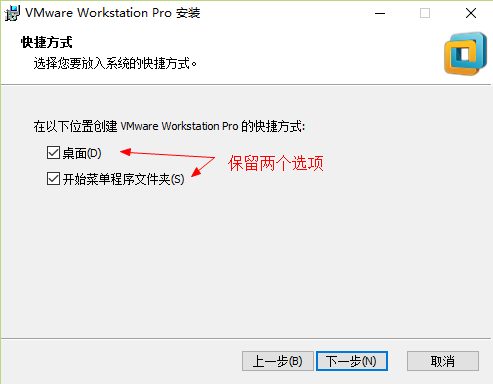 VMware Workstation Pro 安装
快捷方式
选择您要放入系统的快捷方式。
在以下位置创建 VMware Workstation Pro 的快捷方式:
桌面(D)
保留两个选项
开始菜单程序文件夹(S)
上一步(B) 下一步(N) 取消